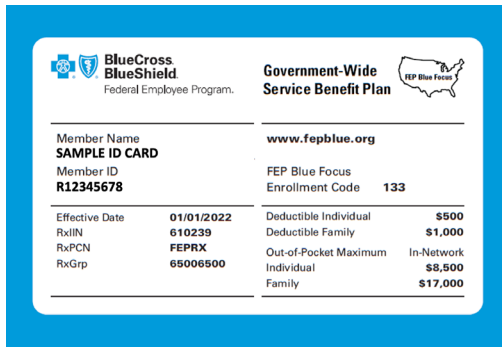 BlueCross
BlueShield
Federal Employee Program.
Government-Wide
Service Benefit Plan
FEP Blue Focus
Member Name
SAMPLE ID CARD
Member ID
R12345678
www.fepblue.org
FEP Blue Focus
Enrollment Code 133
Effective Date 01/01/2022
RxIIN 610239
RxPCN FEPRX
RxGrp 65006500
Deductible Individual $500
Deductible Family $1,000
Out-of-Pocket Maximum In-Network
Individual $8,500
Family $17,000